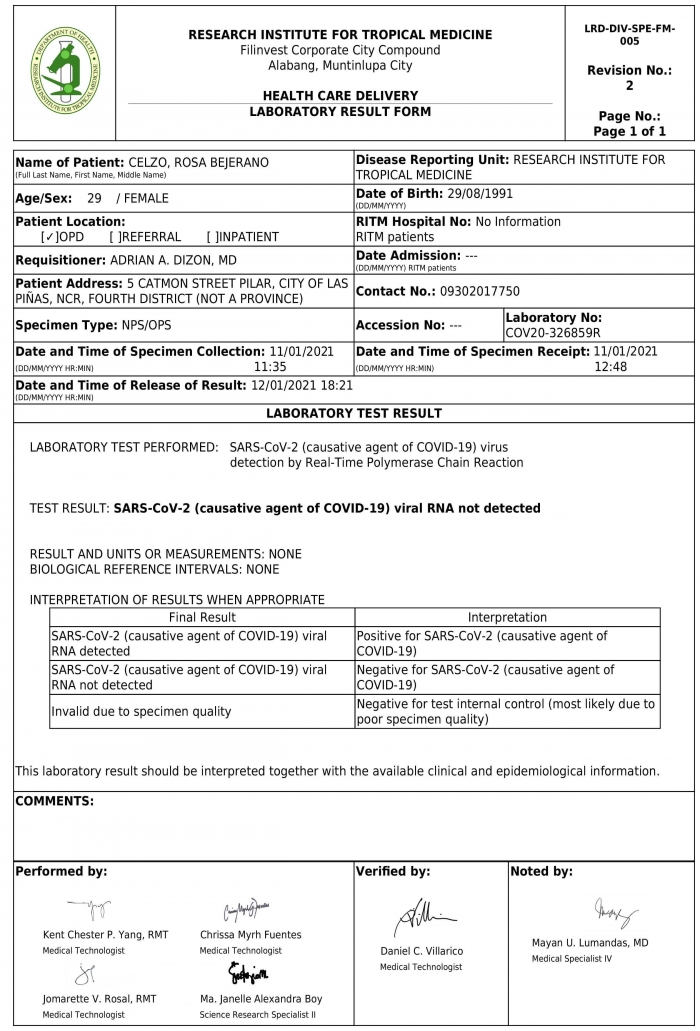 DEPARTMENT OF HEALTH
RESEARCH INSTITUTE FOR TROPICAL MEDICINE
RESEARCH INSTITUTE FOR TROPICAL MEDICINE
Filinvest Corporate City Compound
Alabang, Muntinlupa City
HEALTH CARE DELIVERY
LABORATORY RESULT FORM
LRD-DIV-SPE-FM-
005
Revision No.:
2
Page No.:
Page 1 of 1
Name of Patient: CELZO, ROSA BEJERANO
(Full Last Name, First Name, Middle Name)
Disease Reporting Unit: RESEARCH INSTITUTE FOR
TROPICAL MEDICINE
Age/Sex: 29 / FEMALE
Date of Birth: 29/08/1991
(DD/MM/YYYY)
Patient Location:
[✓]OPD [ ]REFERRAL [ ]INPATIENT
RITM Hospital No: No Information
RITM patients
Requisitioner: ADRIAN A. DIZON, MD
Date Admission: ---
(DD/MM/YYYY) RITM patients
Patient Address: 5 CATMON STREET PILAR, CITY OF LAS
PIÑAS, NCR, FOURTH DISTRICT (NOT A PROVINCE)
Contact No.: 09302017750
Specimen Type: NPS/OPS
Accession No: ---
Laboratory No:
COV20-326859R
Date and Time of Specimen Collection: 11/01/2021
(DD/MM/YYYY HR:MIN) 11:35
Date and Time of Specimen Receipt: 11/01/2021
(DD/MM/YYYY HR:MIN) 12:48
Date and Time of Release of Result: 12/01/2021 18:21
(DD/MM/YYYY HR:MIN)
LABORATORY TEST RESULT
LABORATORY TEST PERFORMED: SARS-CoV-2 (causative agent of COVID-19) virus
detection by Real-Time Polymerase Chain Reaction
TEST RESULT: SARS-CoV-2 (causative agent of COVID-19) viral RNA not detected
RESULT AND UNITS OR MEASUREMENTS: NONE
BIOLOGICAL REFERENCE INTERVALS: NONE
INTERPRETATION OF RESULTS WHEN APPROPRIATE
Final Result Interpretation
SARS-CoV-2 (causative agent of COVID-19) viral
RNA detected
Positive for SARS-CoV-2 (causative agent of
COVID-19)
SARS-CoV-2 (causative agent of COVID-19) viral
RNA not detected
Negative for SARS-CoV-2 (causative agent of
COVID-19)
Invalid due to specimen quality
Negative for test internal control (most likely due to
poor specimen quality)
This laboratory result should be interpreted together with the available clinical and epidemiological information.
COMMENTS:
Performed by:
Kent Chester P. Yang, RMT
Medical Technologist
Chrissa Myrh Fuentes
Medical Technologist
Jomarette V. Rosal, RMT
Medical Technologist
Ma. Janelle Alexandra Boy
Science Research Specialist II
Verified by:
Daniel C. Villarico
Medical Technologist
Noted by:
Mayan U. Lumandas, MD
Medical Specialist IV